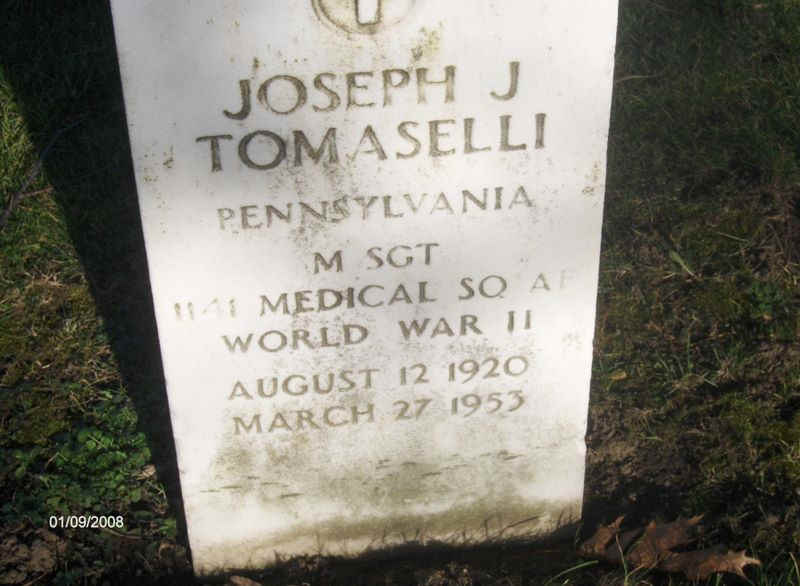 JOSEPH J
TOMASELLI
PENNSYLVANIA
M SGT
1141 MEDICAL SQ AF
WORLD WAR II
AUGUST 12 1920
MARCH 27 1953
01/09/2008